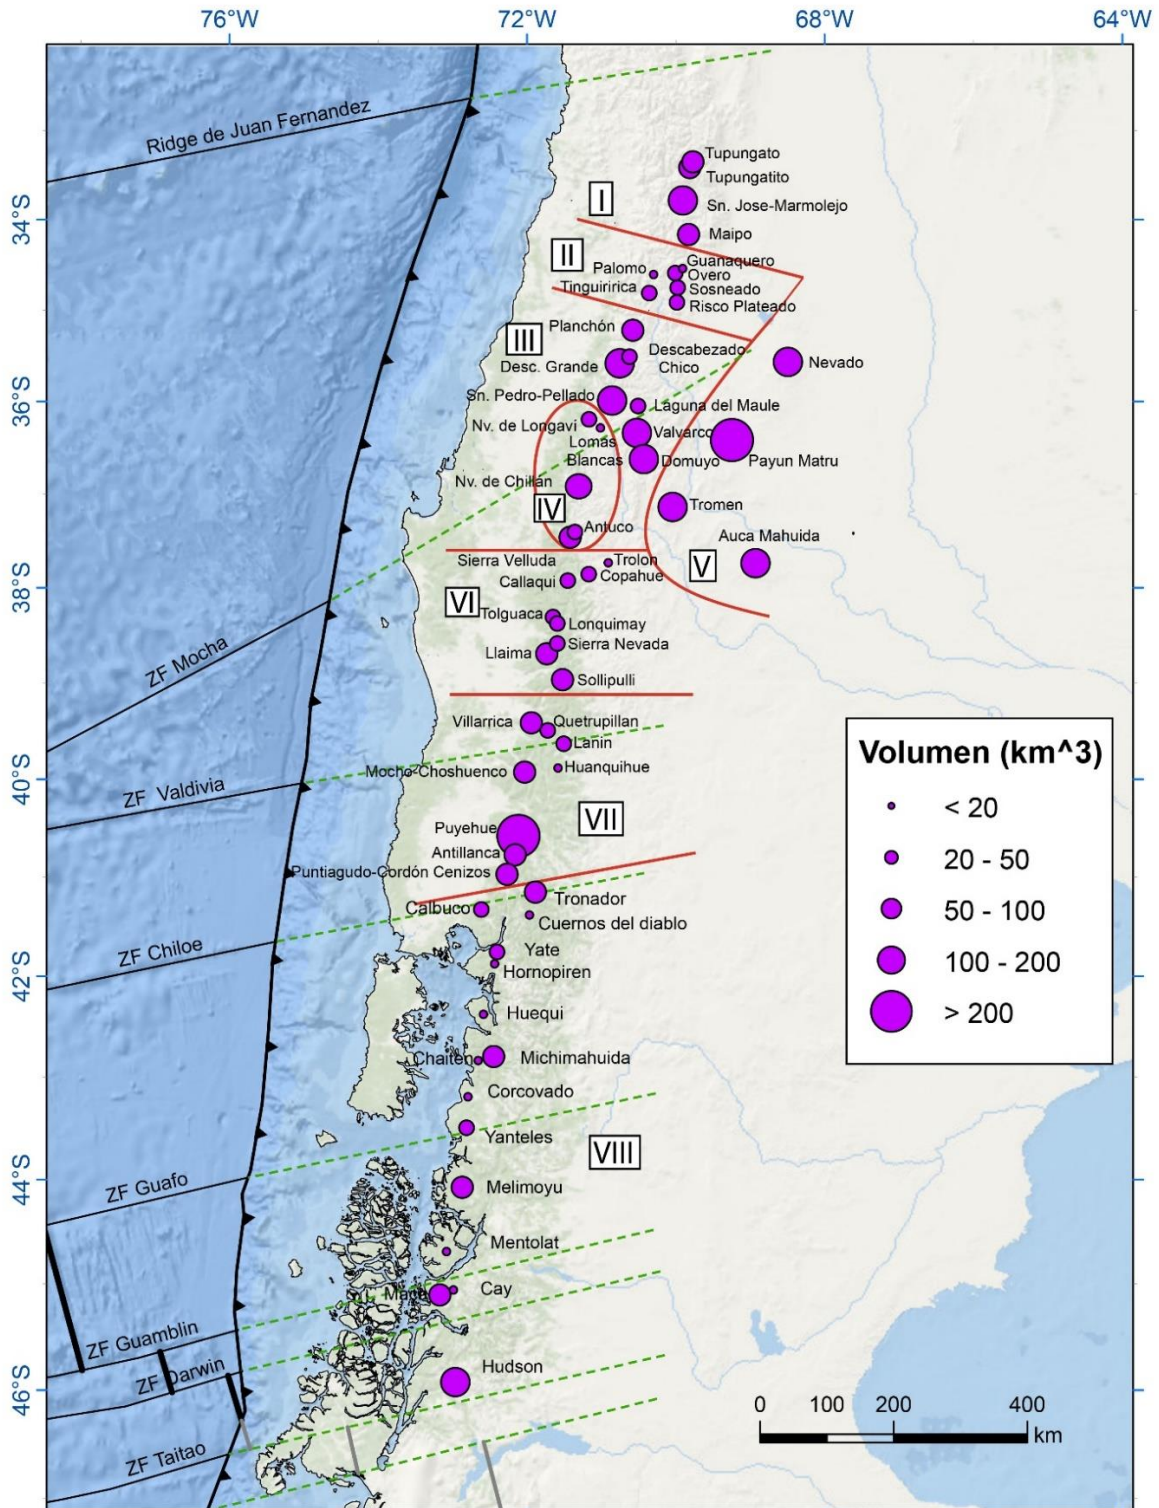 76°W
72°W
68°W
64°W
Ridge de Juan Fernandez
Tupungato
Tupungatito
34°S
I
Sn. Jose-Marmolejo
Maipo
II
Guanaquero
Palomo
Overo
Tinguiririca
Sosneado
Risco Plateado
Planchón
III
Descabezado
Chico
Desc. Grande
Nevado
36°S
Sn. Pedro-Pellado
Laguna del Maule
Nv. de Longaví
Valvarco
Lomas
Blancas
Domuyo
Payun Matru
Nv. de Chillán
IV
Tromen
Antuco
Auca Mahuida
V
Sierra Velluda
Trolon
Copahue
Callaqui
38°S
VI
Tolguaca
Lonquimay
Sierra Nevada
Llaima
ZF Mocha
Sollipulli
Villarrica
Quetrupillan
Lanin
Huanquihue
Mocho-Choshuenco
40°S
ZF Valdivia
VII
Puyehue
Antillanca
Puntiagudo-Cordón Cenizos
Tronador
Calbuco
Cuernos del diablo
ZF Chiloe
42°S
Yate
Hornopiren
Huequi
Chaiten
Michimahuida
Corcovado
Yanteles
VIII
44°S
ZF Guafo
Melimoyu
Mentolat
Cay
ZF Guamblin
ZF Darwin
Hudson
46°S
ZF Taitao
Volumen (km^3)
< 20
20 - 50
50 - 100
100 - 200
> 200
0 100 200 400
km